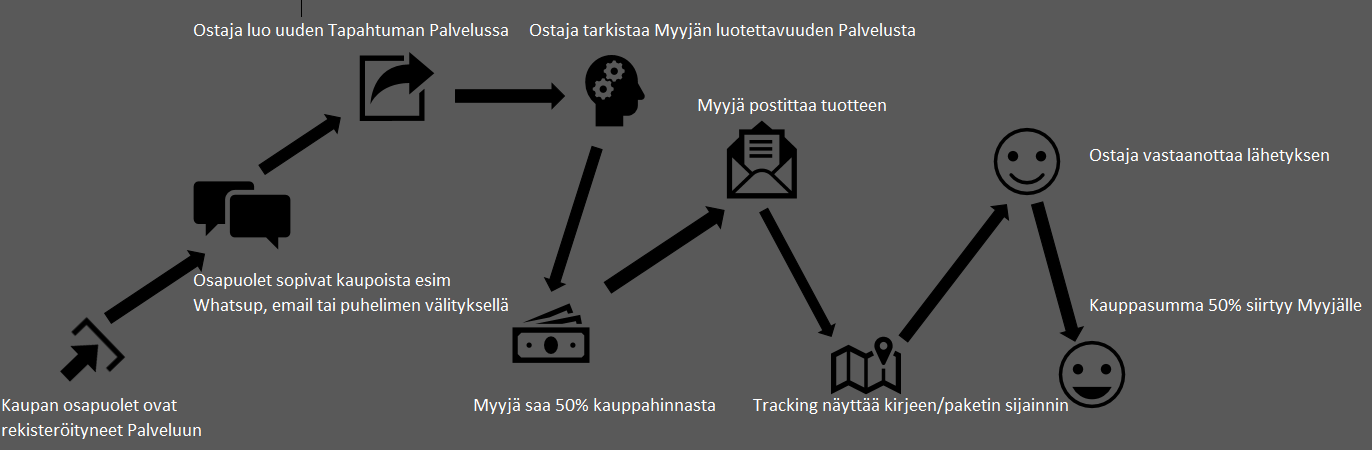 Ostaja luo uuden Tapahtuman Palvelussa
Ostaja tarkistaa Myyjän luotettavuuden Palvelusta
Myyjä postittaa tuotteen
Ostaja vastaanottaa lähetyksen
Osapuolet sopivat kaupoista esim
Whatsup, email tai puhelimen välityksellä
Kauppasumma 50% siirtyy Myyjälle
Kaupan osapuolet ovat
rekisteröityneet Palveluun
Myyjä saa 50% kauppahinnasta
Tracking näyttää kirjeen/paketin sijainnin